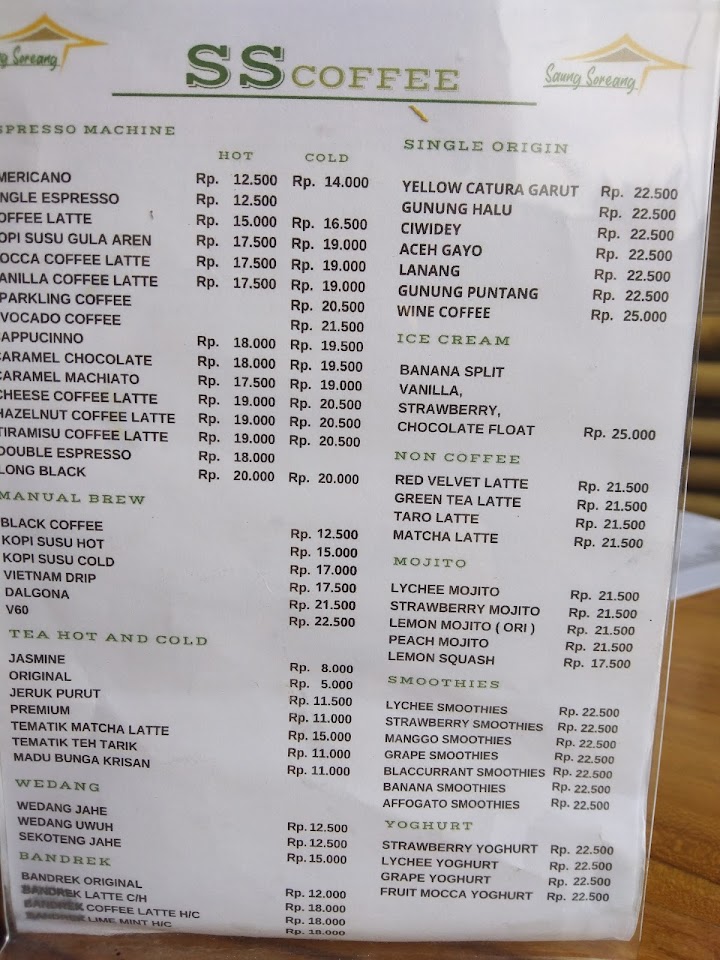 g Soreang
SS COFFEE
Saung Soreang
SPRESSO MACHINE
HOT COLD
MERICANO Rp. 12.500 Rp. 14.000
NGLE ESPRESSO Rp. 12.500
OFFEE LATTE Rp. 15.000 Rp. 16.500
OPI SUSU GULA AREN Rp. 17.500 Rp. 19.000
OCCA COFFEE LATTE Rp. 17.500 Rp. 19.000
ANILLA COFFEE LATTE Rp. 17.500 Rp. 19.000
PARKLING COFFEE Rp. 20.500
VOCADO COFFEE Rp. 21.500
CAPPUCINNO Rp. 18.000 Rp. 19.500
CARAMEL CHOCOLATE Rp. 18.000 Rp. 19.500
CARAMEL MACHIATO Rp. 17.500 Rp. 19.000
CHEESE COFFEE LATTE Rp. 19.000 Rp. 20.500
HAZELNUT COFFEE LATTE Rp. 19.000 Rp. 20.500
TIRAMISU COFFEE LATTE Rp. 19.000 Rp. 20.500
DOUBLE ESPRESSO Rp. 18.000
LONG BLACK Rp. 20.000 Rp. 20.000
MANUAL BREW
BLACK COFFEE Rp. 12.500
KOPI SUSU HOT Rp. 15.000
KOPI SUSU COLD Rp. 17.000
VIETNAM DRIP Rp. 17.500
DALGONA Rp. 21.500
V60 Rp. 22.500
TEA HOT AND COLD
JASMINE Rp. 8.000
ORIGINAL Rp. 5.000
JERUK PURUT Rp. 11.500
PREMIUM Rp. 11.000
TEMATIK MATCHA LATTE Rp. 15.000
TEMATIK TEH TARIK Rp. 11.000
MADU BUNGA KRISAN Rp. 11.000
WEDANG
WEDANG JAHE Rp. 12.500
WEDANG UWUH Rp. 12.500
SEKOTENG JAHE Rp. 15.000
BANDREK
BANDREK ORIGINAL Rp. 12.000
BANDREK LATTE C/H Rp. 18.000
BANDREK COFFEE LATTE H/C Rp. 18.000
BANDREK LIME MINT H/C Rp. 18.000
SINGLE ORIGIN
YELLOW CATURA GARUT Rp. 22.500
GUNUNG HALU Rp. 22.500
CIWIDEY Rp. 22.500
ACEH GAYO Rp. 22.500
LANANG Rp. 22.500
GUNUNG PUNTANG Rp. 22.500
WINE COFFEE Rp. 25.000
ICE CREAM
BANANA SPLIT
VANILLA,
STRAWBERRY,
CHOCOLATE FLOAT Rp. 25.000
NON COFFEE
RED VELVET LATTE Rp. 21.500
GREEN TEA LATTE Rp. 21.500
TARO LATTE Rp. 21.500
MATCHA LATTE Rp. 21.500
MOJITO
LYCHEE MOJITO Rp. 21.500
STRAWBERRY MOJITO Rp. 21.500
LEMON MOJITO ( ORI ) Rp. 21.500
PEACH MOJITO Rp. 21.500
LEMON SQUASH Rp. 17.500
SMOOTHIES
LYCHEE SMOOTHIES Rp. 22.500
STRAWBERRY SMOOTHIES Rp. 22.500
MANGGO SMOOTHIES Rp. 22.500
GRAPE SMOOTHIES Rp. 22.500
BLACCURRANT SMOOTHIES Rp. 22.500
BANANA SMOOTHIES Rp. 22.500
AFFOGATO SMOOTHIES Rp. 22.500
YOGHURT
STRAWBERRY YOGHURT Rp. 22.500
LYCHEE YOGHURT Rp. 22.500
GRAPE YOGHURT Rp. 22.500
FRUIT MOCCA YOGHURT Rp. 22.500